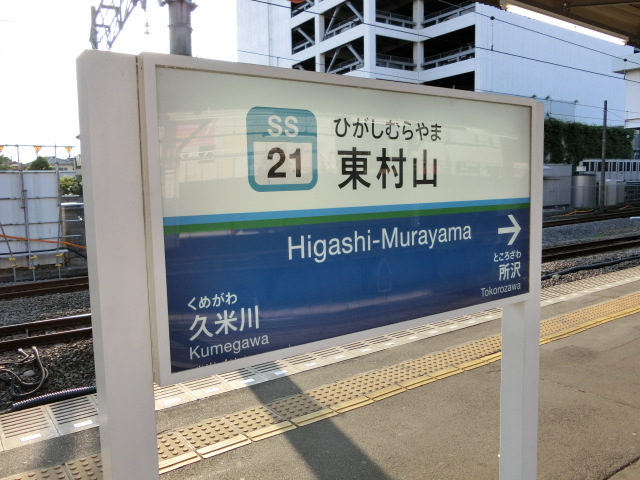 SS
21
ひがしむらやま
東村山
Higashi-Murayama
ところざわ
所沢
Tokorozawa
くめがわ
久米川
Kumegawa